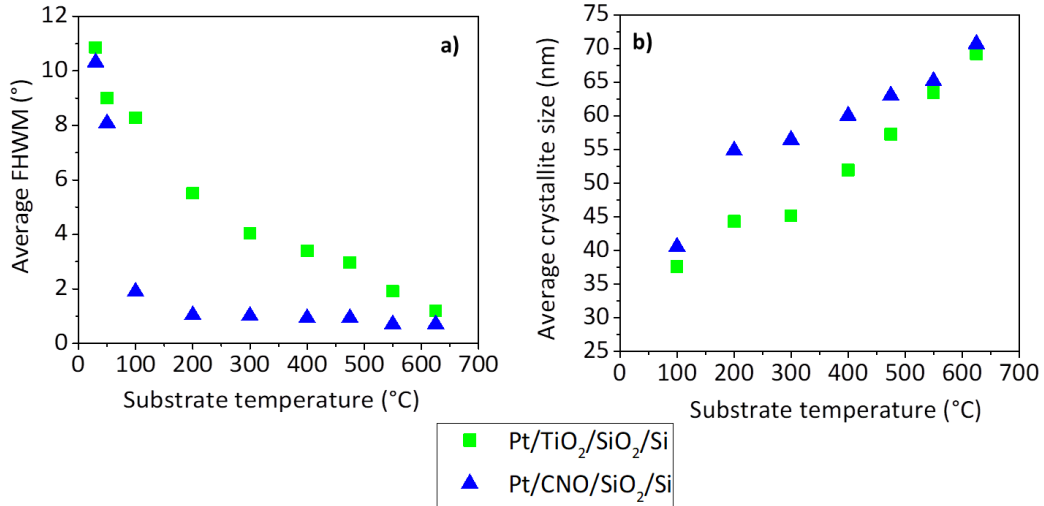 a)
Average FHWM (°)
12
10
8
6
4
2
0
0 100 200 300 400 500 600 700
Substrate temperature (°C)
b)
Average crystallite size (nm)
75
70
65
60
55
50
45
40
35
30
25
0 100 200 300 400 500 600 700
Substrate temperature (°C)
Pt/TiO₂/SiO₂/Si
Pt/CNO/SiO₂/Si